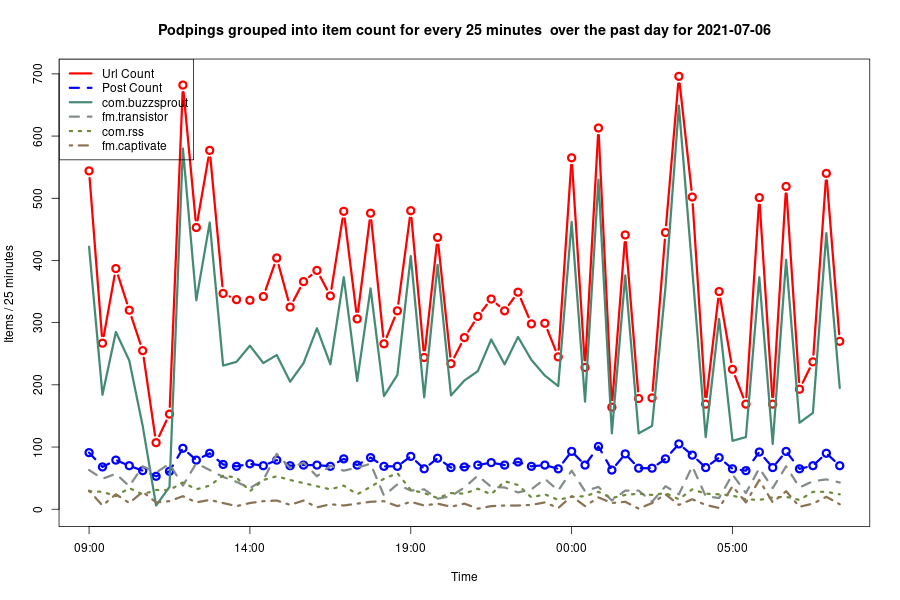 Podpings grouped into item count for every 25 minutes  over the past day for 2021-07-06
Url Count
Post Count
com.buzzsprout
fm.transistor
com.rss
fm.captivate
700
600
500
400
300
200
100
0
Items / 25 minutes
09:00
14:00
19:00
00:00
05:00
Time